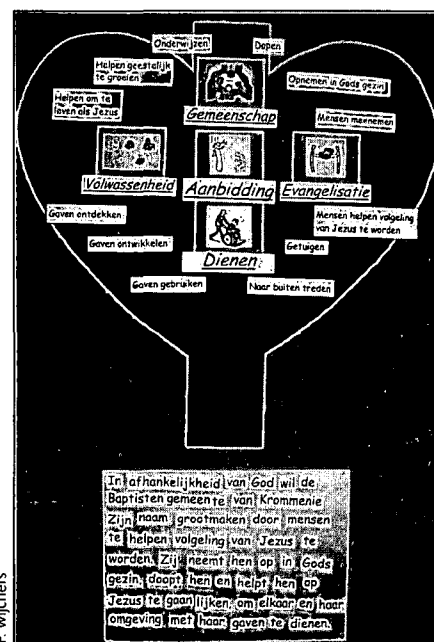 Onderwijzen
Dopen
Helpen geestelijk
te groeien
Opnemen in Gods gezin
Helpen om te
leven als Jezus
Gemeenschap
Mensen meenemen
Volwassenheid
Aanbidding
Evangelisatie
Gaven ontdekken
Mensen helpen volgeling
van Jezus te worden
Gaven ontwikkelen
Getuigen
Dienen
Gaven gebruiken
Naar buiten treden
In afhankelijkheid van God wil de
Baptisten gemeente van Krommenie
Zijn naam grootmaken door mensen
te helpen volgeling van Jezus te
worden. Zij neemt hen op in Gods
gezin, doopt hen en helpt hen op
Jezus te gaan lijken, om elkaar en haar
omgeving met haar gaven te dienen.
Wijchers